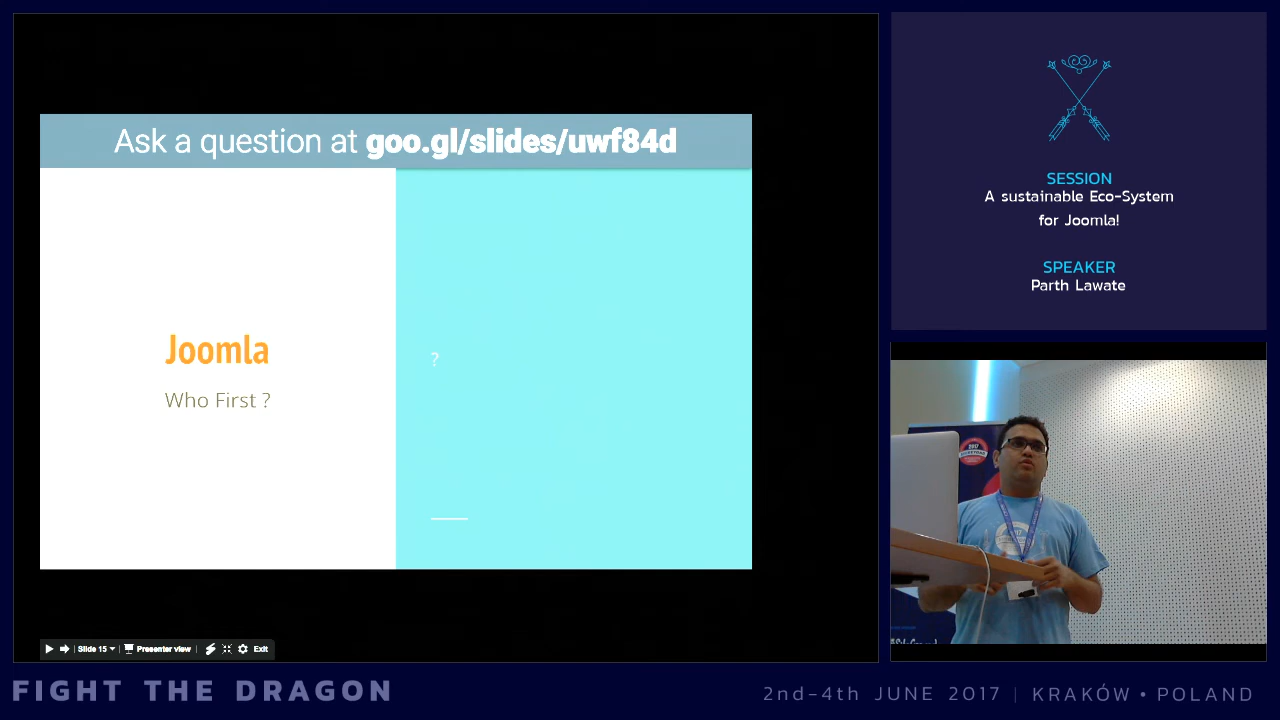 Ask a question at goo.gl/slides/uwf84d
Joomla
Who First ?
?
Slide 15
Presenter view
Exit
SESSION
A sustainable Eco-System
for Joomla!
SPEAKER
Parth Lawate
FIGHT THE DRAGON
2nd-4th JUNE 2017 | KRAKÓW • POLAND